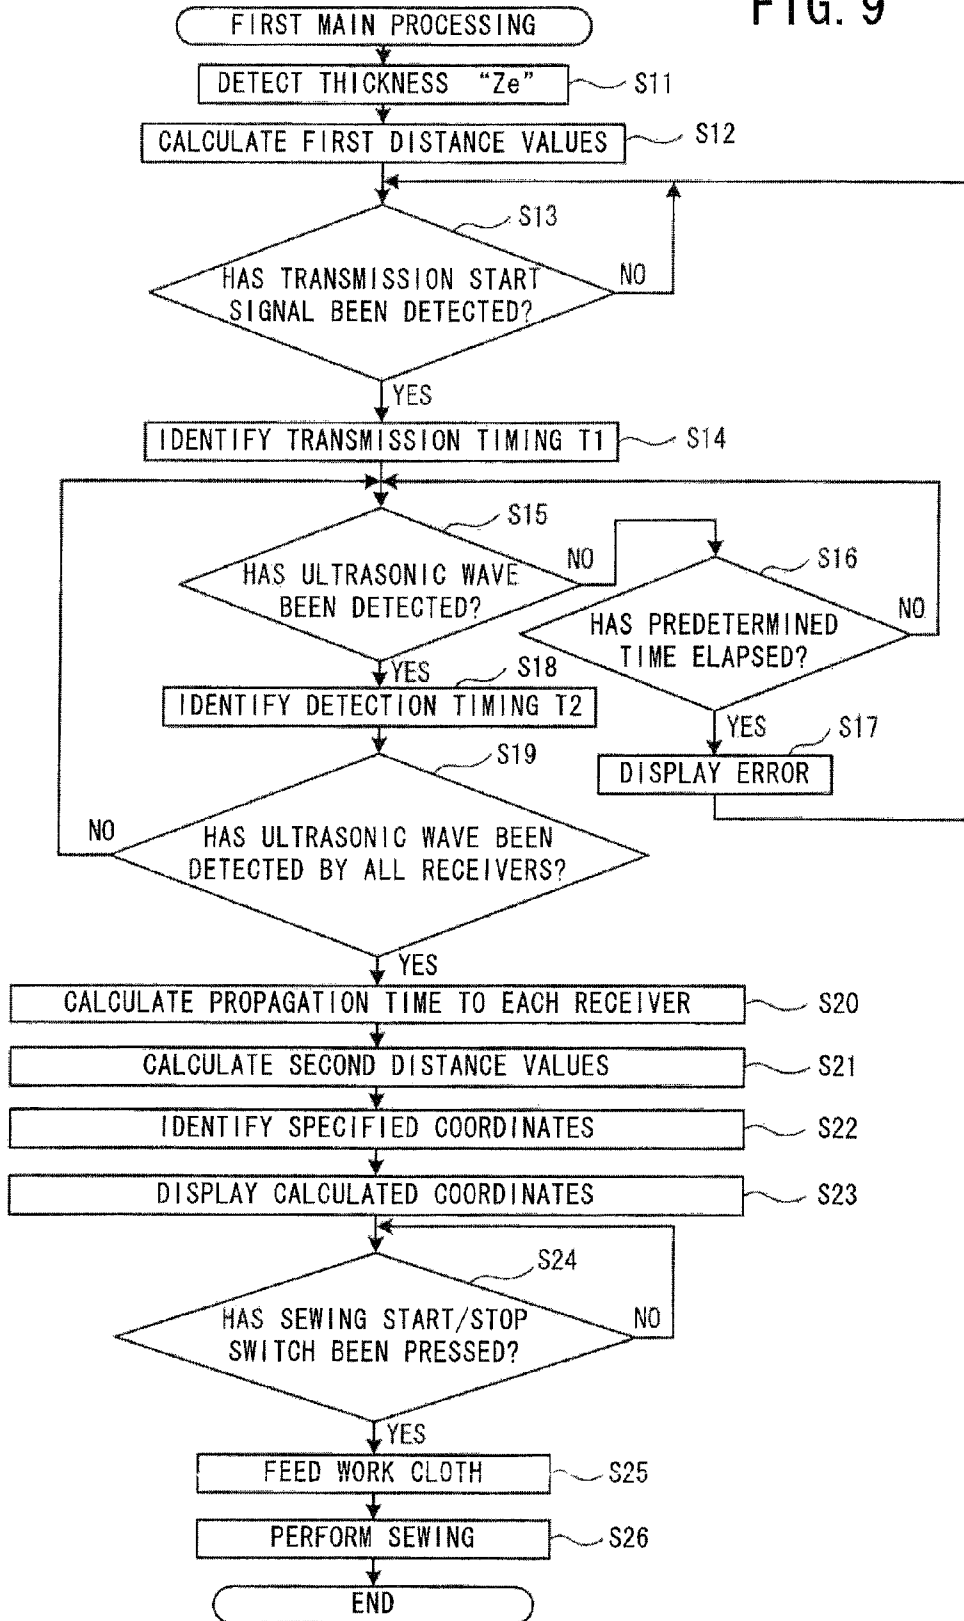 FIG. 9
FIRST MAIN PROCESSING
DETECT THICKNESS “Ze”
S11
CALCULATE FIRST DISTANCE VALUES
S12
S13
HAS TRANSMISSION START
SIGNAL BEEN DETECTED?
NO
YES
IDENTIFY TRANSMISSION TIMING T1
S14
S15
HAS ULTRASONIC WAVE
BEEN DETECTED?
NO
S16
HAS PREDETERMINED
TIME ELAPSED?
NO
YES
S18
IDENTIFY DETECTION TIMING T2
YES
S17
DISPLAY ERROR
S19
HAS ULTRASONIC WAVE BEEN
DETECTED BY ALL RECEIVERS?
NO
YES
CALCULATE PROPAGATION TIME TO EACH RECEIVER
S20
CALCULATE SECOND DISTANCE VALUES
S21
IDENTIFY SPECIFIED COORDINATES
S22
DISPLAY CALCULATED COORDINATES
S23
S24
HAS SEWING START/STOP
SWITCH BEEN PRESSED?
NO
YES
FEED WORK CLOTH
S25
PERFORM SEWING
S26
END